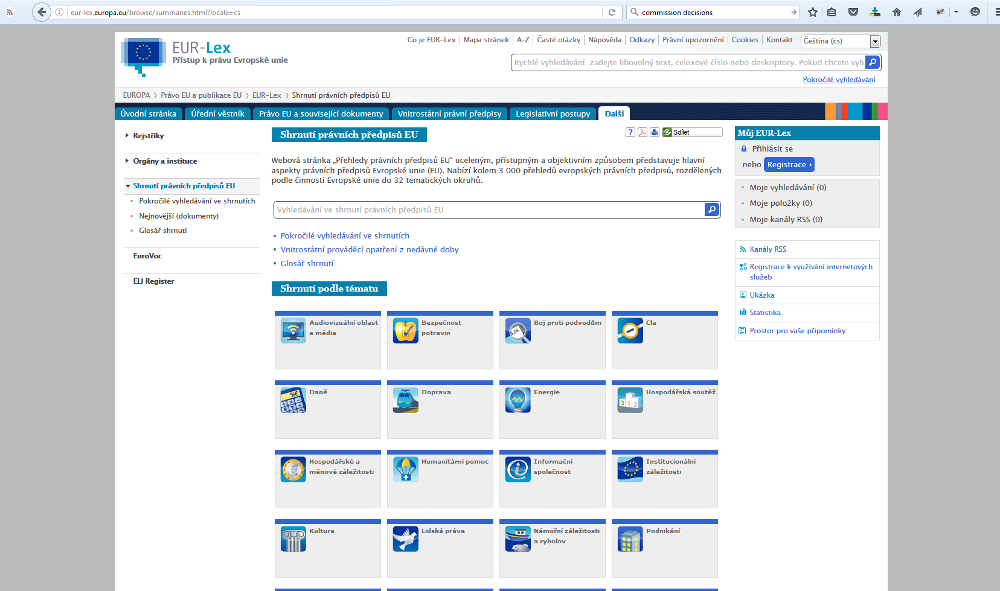 eur-lex.europa.eu/browse/summaries.html?locale=cs
commission decisions
EUR-Lex
Přístup k právu Evropské unie
Co je EUR-Lex
Mapa stránek
A-Z
Časté otázky
Nápověda
Odkazy
Právní upozornění
Cookies
Kontakt
Čeština (cs)
Rychlé vyhledávání: zadejte libovolný text, celexové číslo nebo deskriptory. Pokud chcete vyh
Pokročilé vyhledávání
EUROPA > Právo EU a publikace EU > EUR-Lex > Shrnutí právních předpisů EU
Úvodní stránka
Úřední věstník
Právo EU a související dokumenty
Vnitrostátní právní předpisy
Legislativní postupy
Další
Rejstříky
Orgány a instituce
Shrnutí právních předpisů EU
Pokročilé vyhledávání ve shrnutích
Nejnovější (dokumenty)
Glosář shrnutí
EuroVoc
ELI Register
Shrnutí právních předpisů EU
?
Sdílet
Webová stránka „Přehledy právních předpisů EU“ uceleným, přístupným a objektivním způsobem představuje hlavní
aspekty právních předpisů Evropské unie (EU). Nabízí kolem 3 000 přehledů evropských právních předpisů, rozdělených
podle činností Evropské unie do 32 tematických okruhů.
Vyhledávání ve shrnutí právních předpisů EU
Pokročilé vyhledávání ve shrnutích
Vnitrostátní prováděcí opatření z nedávné doby
Glosář shrnutí
Shrnutí podle tématu
Audiovizuální oblast
a média
Bezpečnost
potravin
Boj proti podvodům
Cla
%€
Daně
Doprava
Energie
3 1 2
Hospodářská soutěž
Hospodářské a
měnové záležitosti
Humanitární pomoc
Informační
společnost
Institucionální
záležitosti
Kultura
Lidská práva
Námořní záležitosti
a rybolov
Podnikání
Můj EUR-Lex
Přihlásit se
nebo Registrace
Moje vyhledávání (0)
Moje položky (0)
Moje kanály RSS (0)
Kanály RSS
Registrace k využívání internetových
služeb
Ukázka
Statistika
Prostor pro vaše připomínky